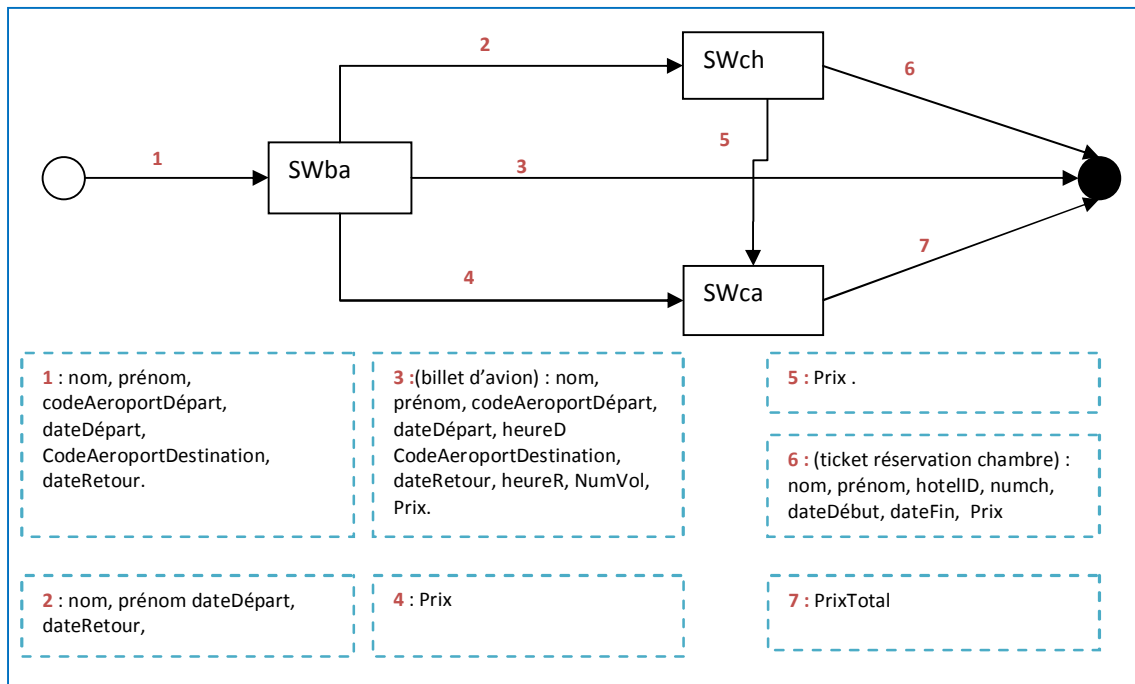 2
SWch
6
5
1
SWba
3
4
SWca
7
1 : nom, prénom,
codeAeroportDépart,
dateDépart,
CodeAeroportDestination,
dateRetour.
3 :(billet d’avion) : nom,
prénom, codeAeroportDépart,
dateDépart, heureD
CodeAeroportDestination,
dateRetour, heureR, NumVol,
Prix.
5 : Prix .
6 : (ticket réservation chambre) :
nom, prénom, hotelID, numch,
dateDébut, dateFin, Prix
2 : nom, prénom dateDépart,
dateRetour,
4 : Prix
7 : PrixTotal